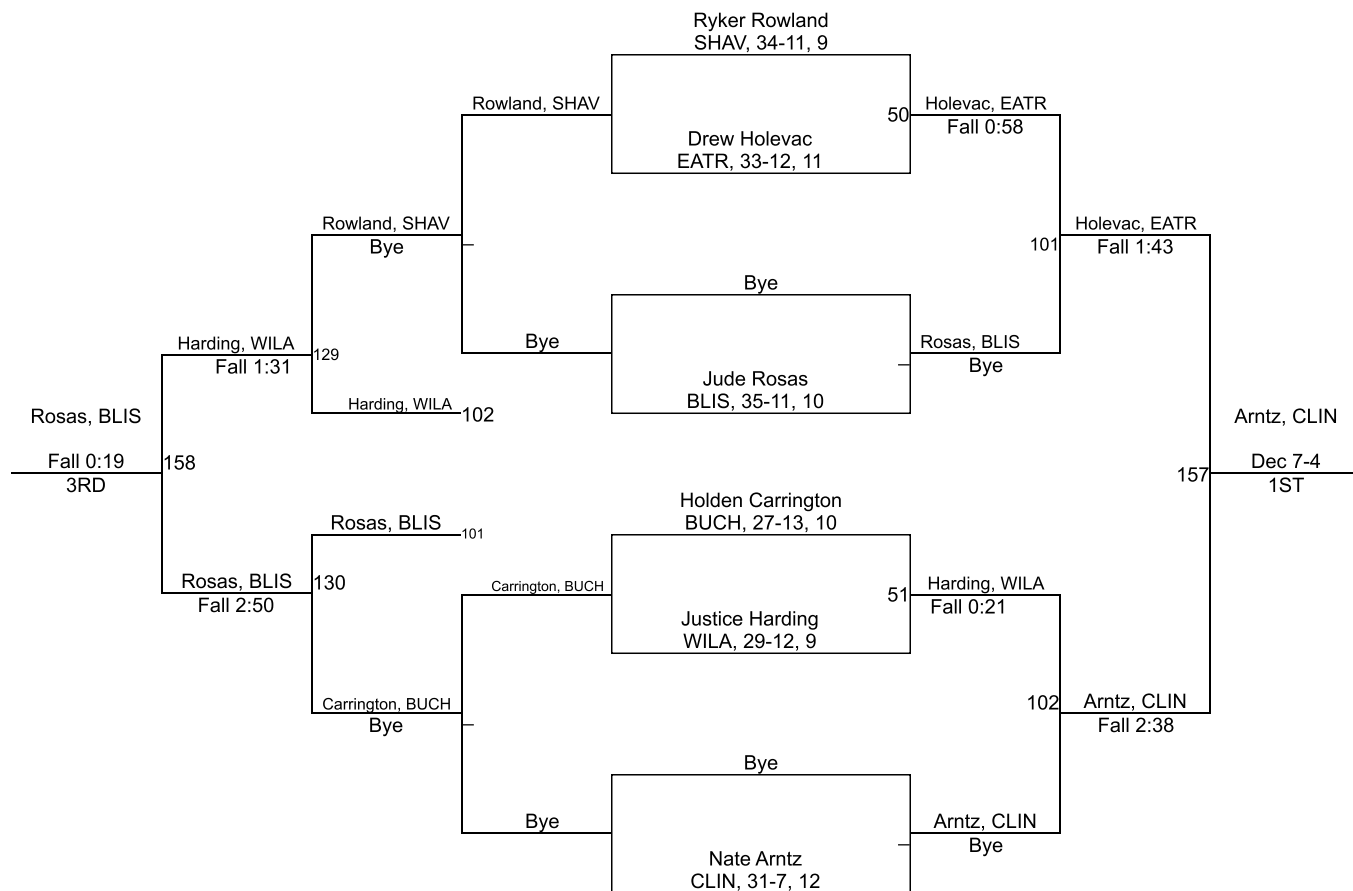 Ryker Rowland
SHAV, 34-11, 9
Rowland, SHAV
50
Holevac, EATR
Fall 0:58
Drew Holevac
EATR, 33-12, 11
Rowland, SHAV
Bye
101
Holevac, EATR
Fall 1:43
Bye
Bye
Rosas, BLIS
Bye
Harding, WILA
Fall 1:31
129
Jude Rosas
BLIS, 35-11, 10
Harding, WILA
102
Rosas, BLIS
Fall 0:19
3RD
158
Arntz, CLIN
Dec 7-4
1ST
157
Holden Carrington
BUCH, 27-13, 10
Rosas, BLIS
101
Rosas, BLIS
Fall 2:50
130
Carrington, BUCH
51
Harding, WILA
Fall 0:21
Justice Harding
WILA, 29-12, 9
Carrington, BUCH
Bye
102
Arntz, CLIN
Fall 2:38
Bye
Bye
Arntz, CLIN
Bye
Nate Arntz
CLIN, 31-7, 12